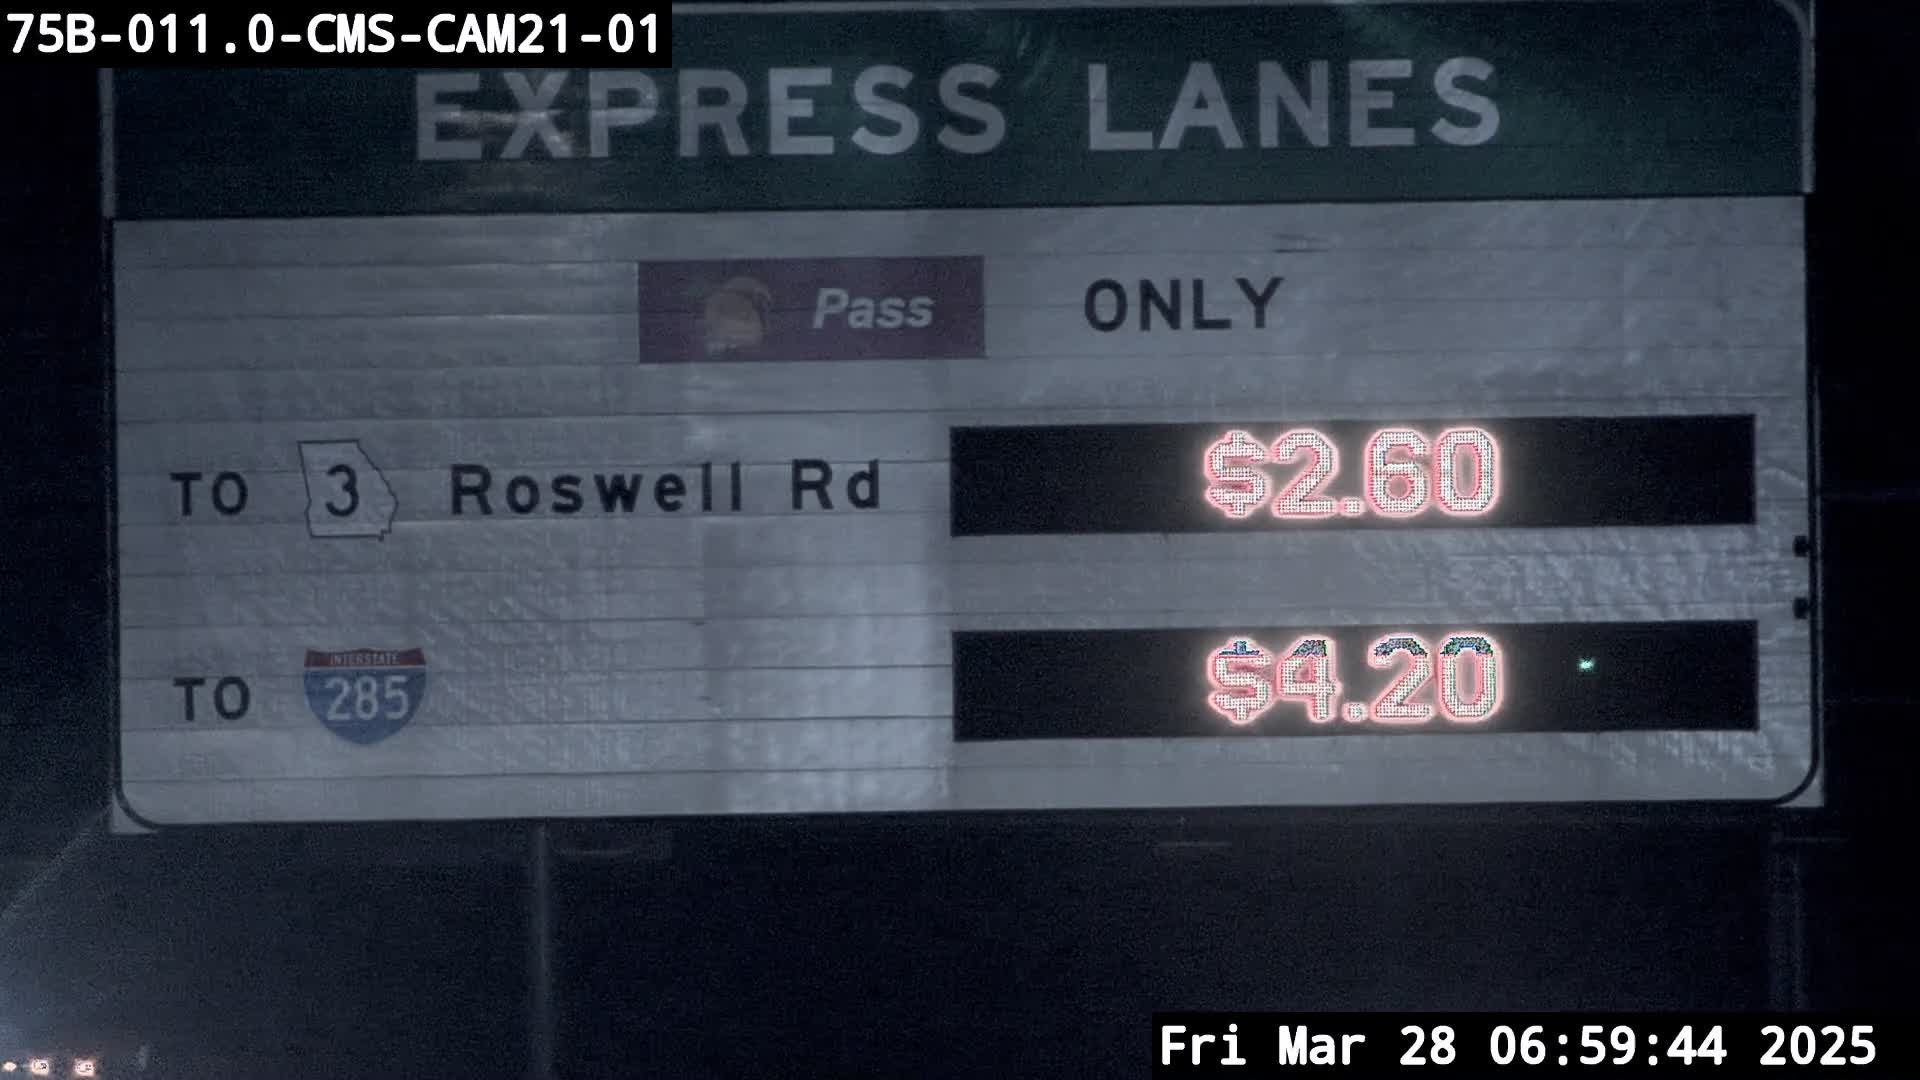 75B-011.0-CMS-CAM21-01
EXPRESS LANES
Pass ONLY
TO 3 Roswell Rd $2.60
TO INTERSTATE 285 $4.20
Fri Mar 28 06:59:44 2025